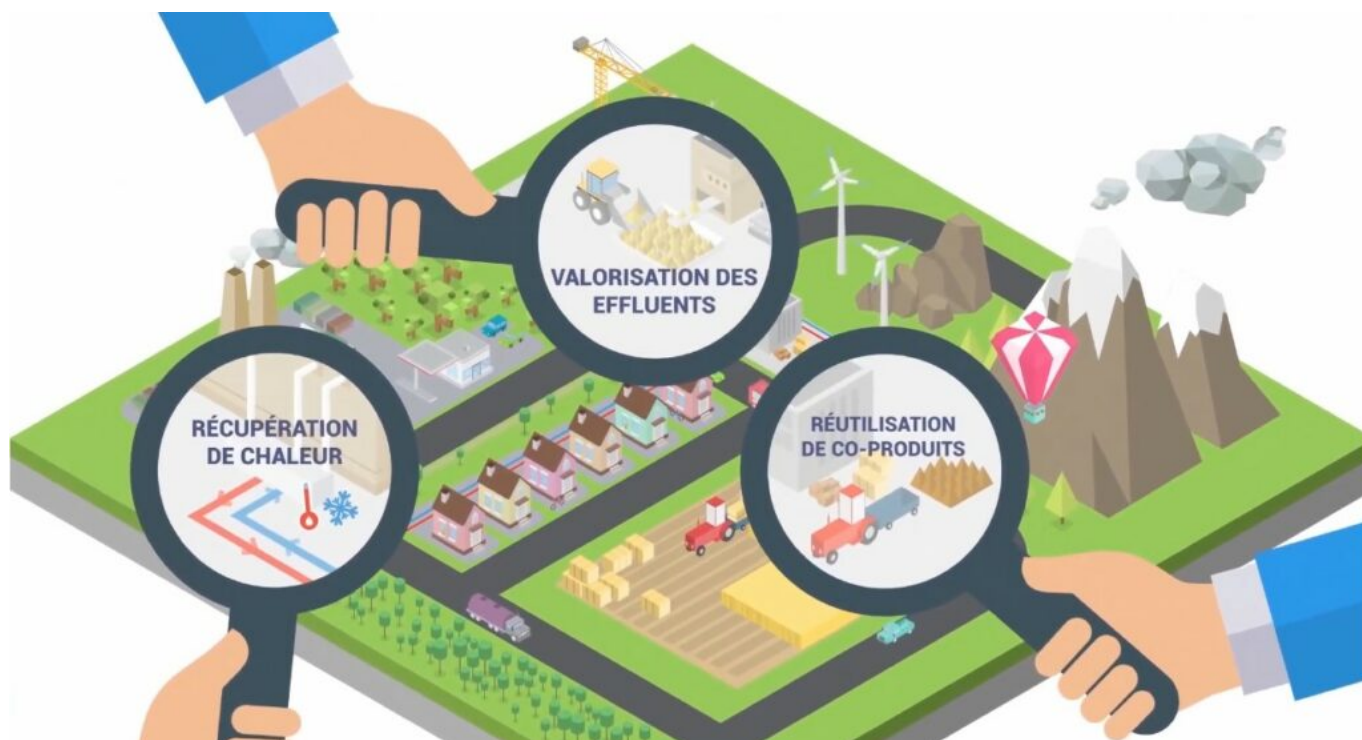 VALORISATION DES
EFFLUENTS
RÉCUPÉRATION
DE CHALEUR
RÉUTILISATION
DE CO-PRODUITS